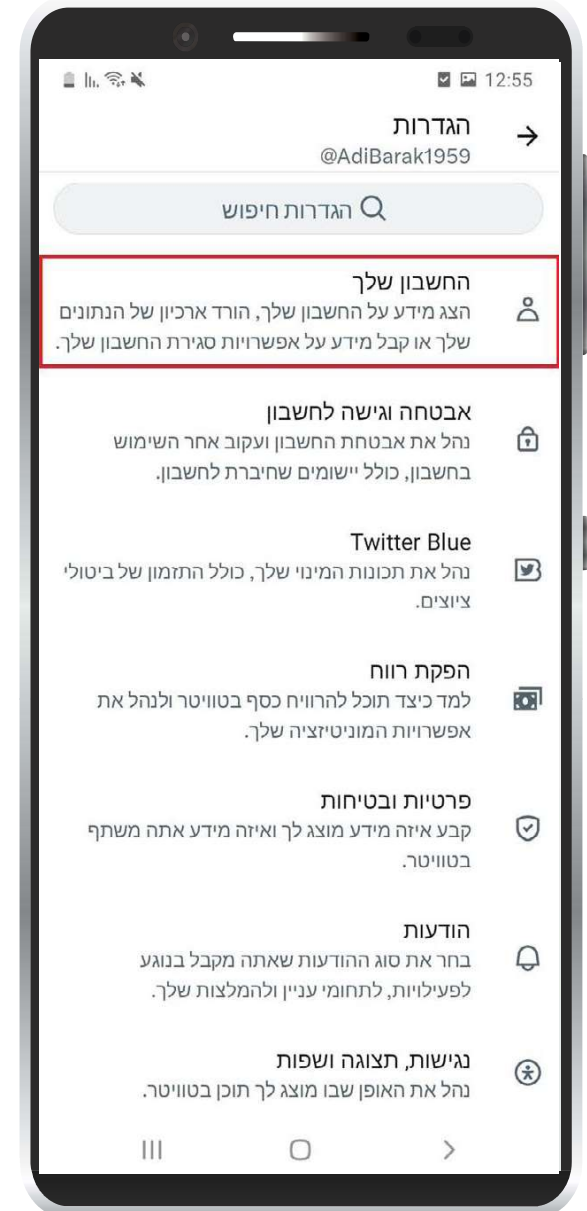 12:55
הגדרות
@AdiBarak1959
הגדרות חיפוש
החשבון שלך
הצג מידע על החשבון שלך, הורד ארכיון של הנתונים
שלך או קבל מידע על אפשרויות סגירת החשבון שלך.
אבטחה וגישה לחשבון
נהל את אבטחת החשבון ועקוב אחר השימוש
בחשבון, כולל יישומים שחיברת לחשבון.
Twitter Blue
נהל את תכונות המינוי שלך, כולל התזמון של ביטולי
ציוצים.
הפקת רווח
למד כיצד תוכל להרוויח כסף בטוויטר ולנהל את
אפשרויות המוניטיזציה שלך.
פרטיות ובטיחות
קבע איזה מידע מוצג לך ואיזה מידע אתה משתף
בטוויטר.
הודעות
בחר את סוג ההודעות שאתה מקבל בנוגע
לפעילויות, לתחומי עניין ולהמלצות שלך.
נגישות, תצוגה ושפות
נהל את האופן שבו מוצג לך תוכן בטוויטר.